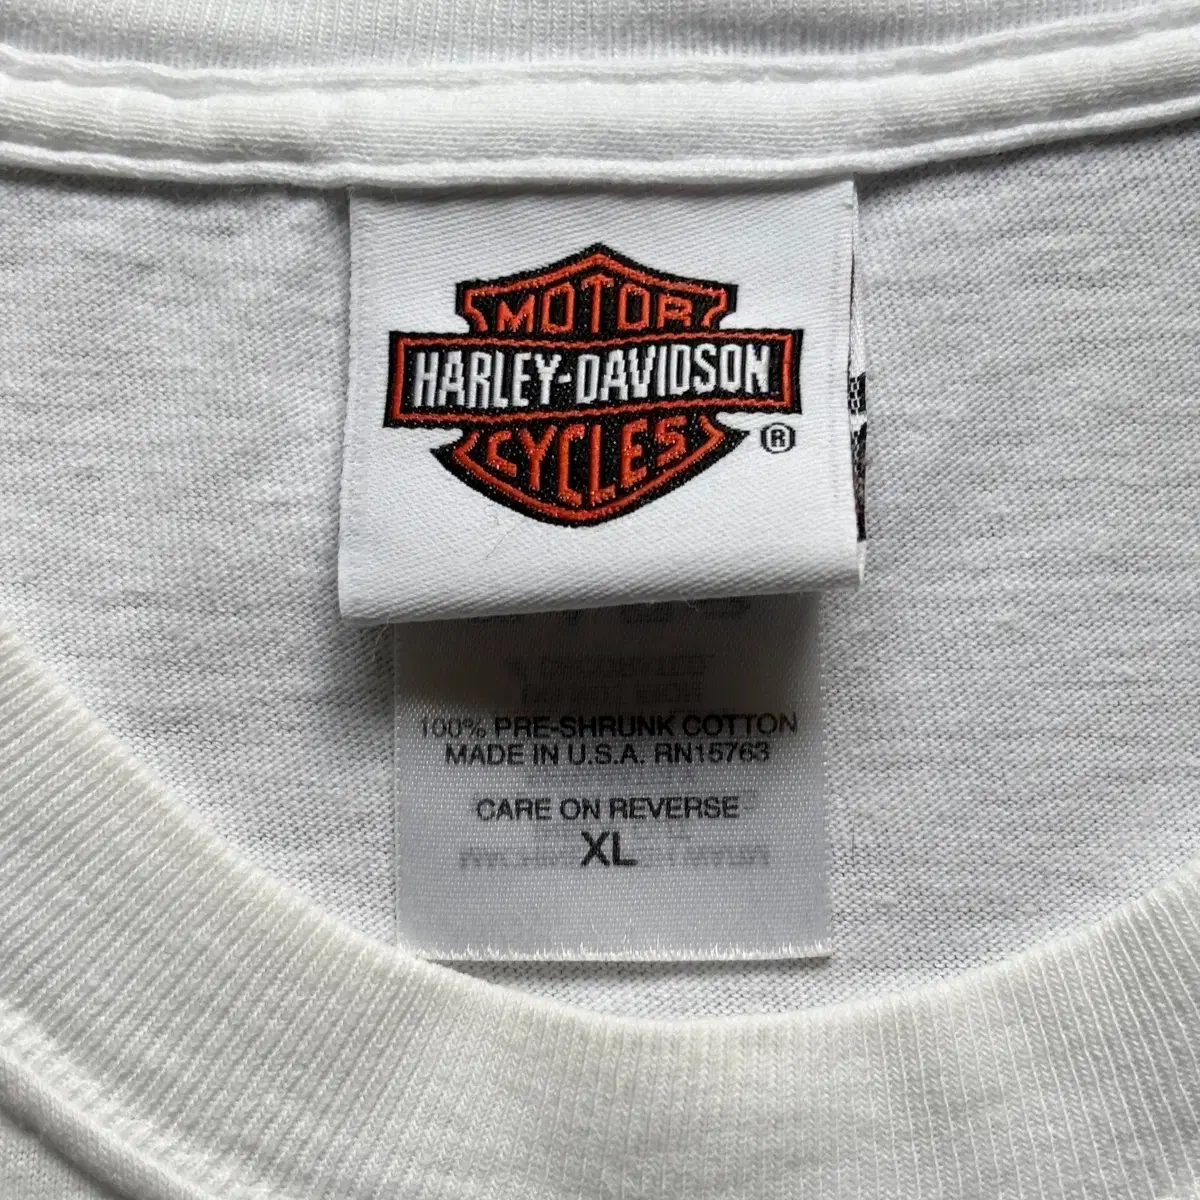 MOTOR
HARLEY-DAVIDSON
CYCLES
®
100% PRE-SHRUNK COTTON
MADE IN U.S.A. RN15763
CARE ON REVERSE
XL